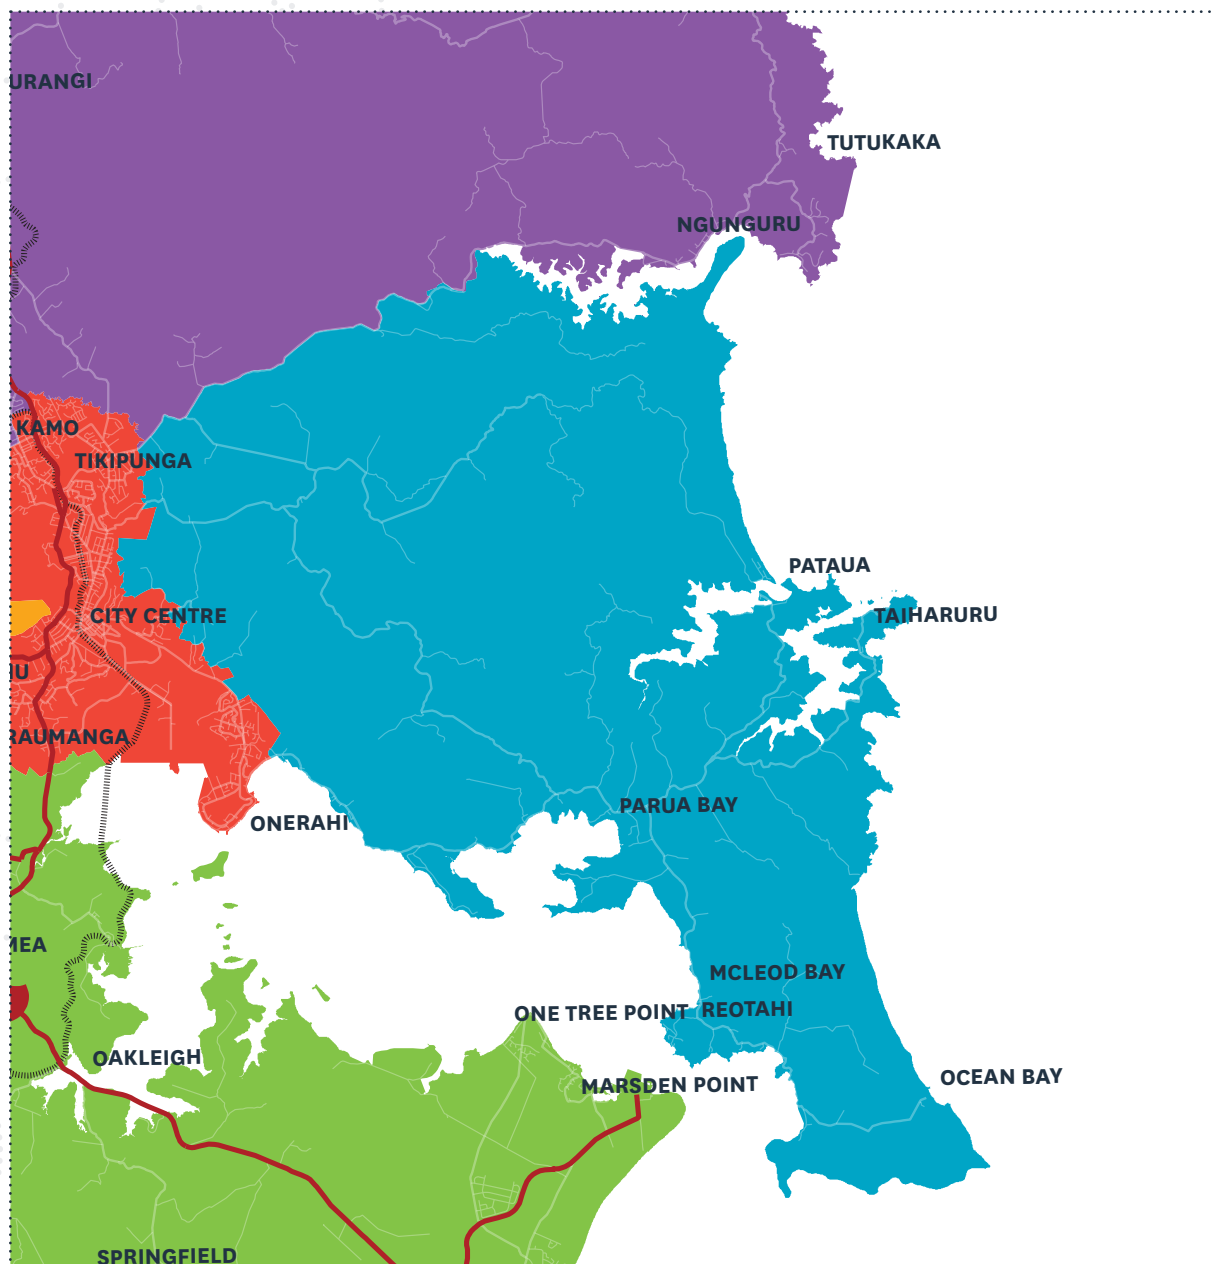 URANGI
TUTUKAKA
NGUNGURU
KAMO
TIKIPUNGA
PATAUA
CITY CENTRE
TAIHARURU
IU
RAUMANGA
PARUA BAY
ONERAHI
MEA
MCLEOD BAY
ONE TREE POINT
REOTAHI
OAKLEIGH
OCEAN BAY
MARSDEN POINT
SPRINGFIELD